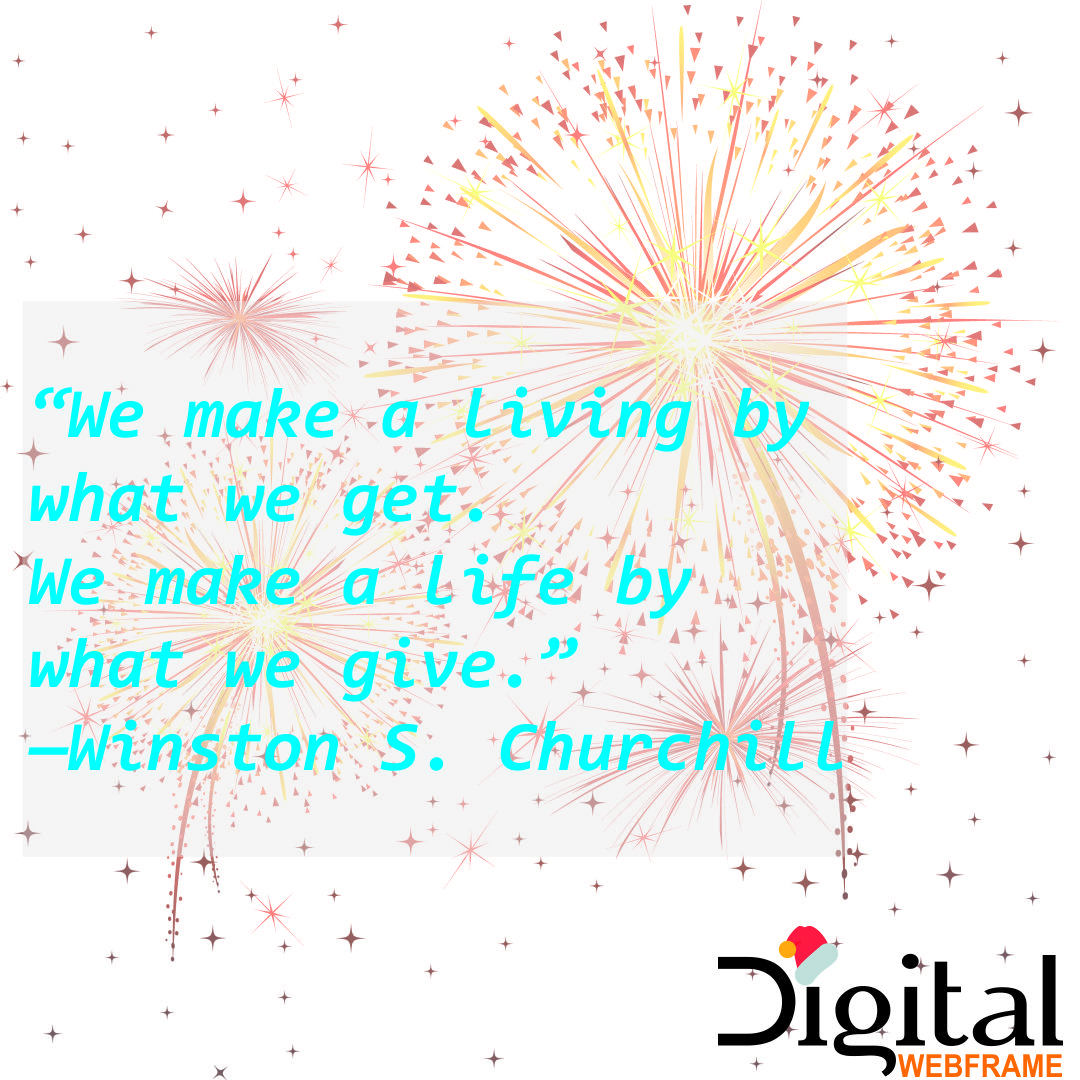 “We make a living by
what we get.
We make a life by
what we give.”
—Winston S. Churchill
Digital
WEBFRAME